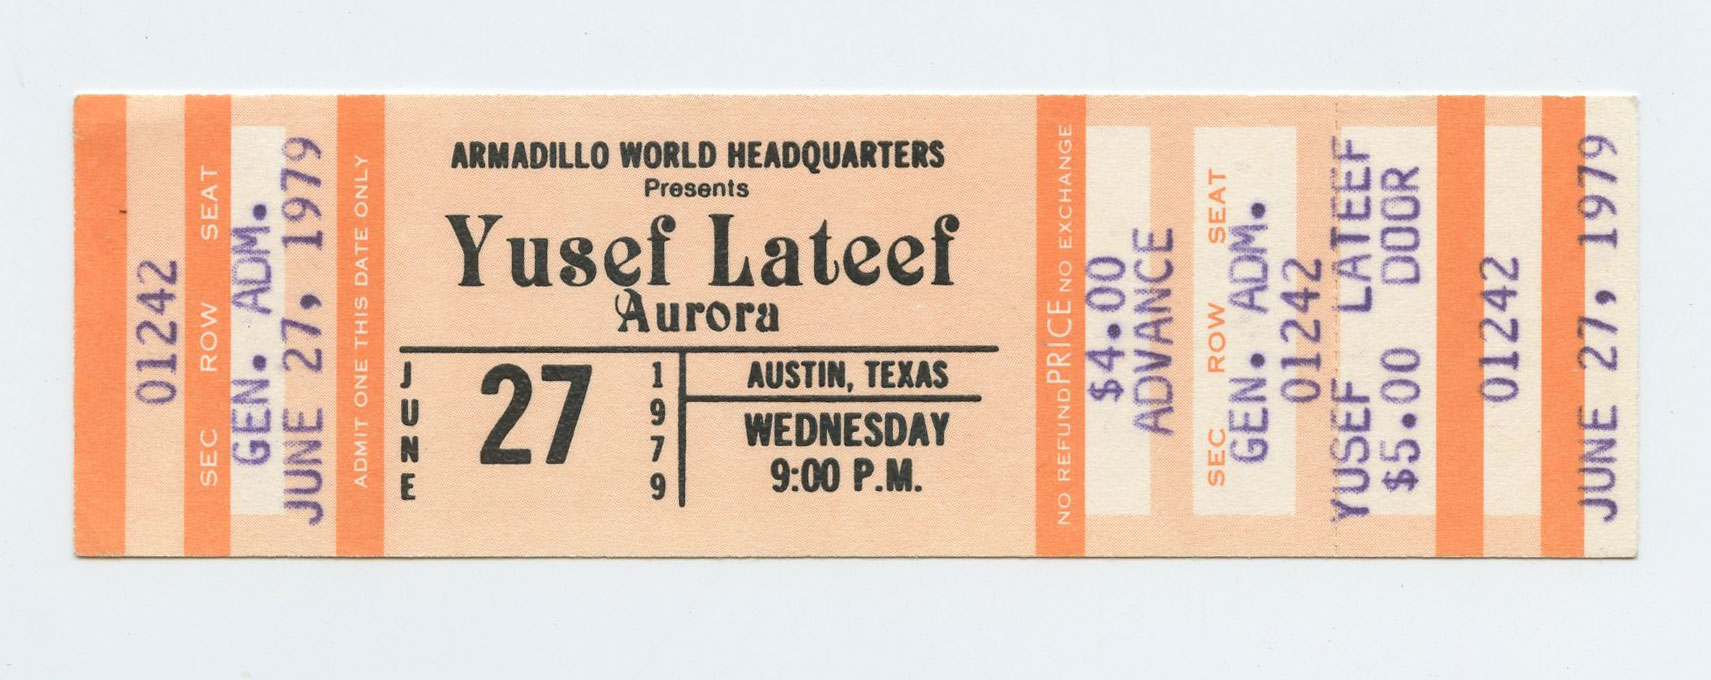 01242
SEC ROW SEAT
GEN. ADM.
JUNE 27, 1979
ADMIT ONE THIS DATE ONLY
ARMADILLO WORLD HEADQUARTERS
Presents
Yusef Lateef
Aurora
JUNE
27
1979
AUSTIN, TEXAS
WEDNESDAY
9:00 P.M.
NO REFUND PRICE NO EXCHANGE
$4.00
ADVANCE
SEC ROW SEAT
GEN. ADM.
01242
YUSEF LATEEF
$5.00 DOOR
01242
JUNE 27, 1979